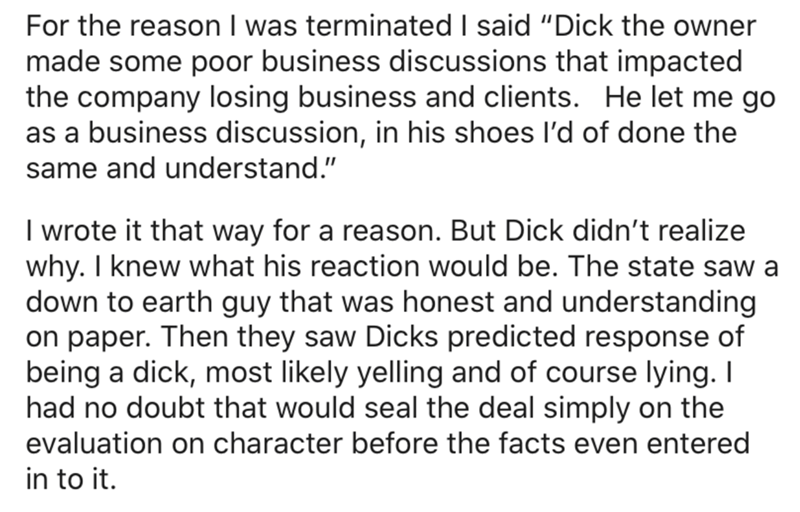 For the reason I was terminated I said "Dick the owner
made some poor business discussions that impacted
the company losing business and clients.   He let me go
as a business discussion, in his shoes I'd of done the
same and understand."
I wrote it that way for a reason. But Dick didn't realize
why. I knew what his reaction would be. The state saw a
down to earth guy that was honest and understanding
on paper. Then they saw Dicks predicted response of
being a dick, most likely yelling and of course lying. I
had no doubt that would seal the deal simply on the
evaluation on character before the facts even entered
in to it.